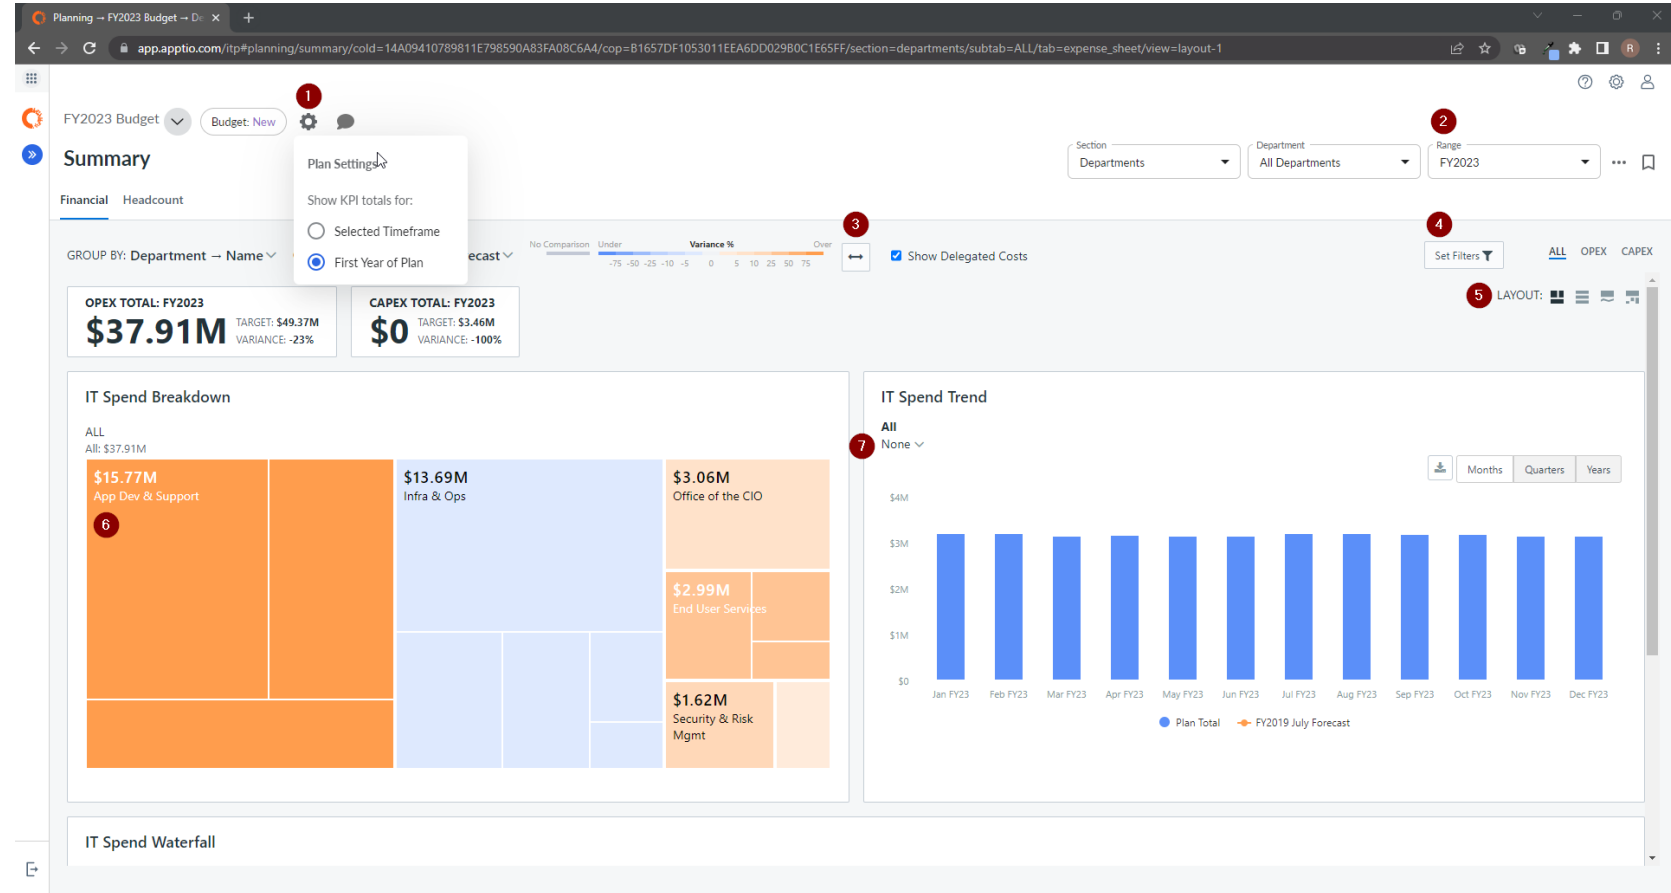 Planning → FY2023 Budget → De
app.apptio.com/itp#planning/summary/cold=14A09410789811E798590A83FA08C6A4/cop=B1657DF1053011EEA6DD029B0C1E65FF/section=departments/subtab=ALL/tab=expense_sheet/view=layout-1
R
1
FY2023 Budget
Budget: New
2
Summary
Plan Settings
Section
Departments
Department
All Departments
Range
FY2023
Show KPI totals for:
Financial Headcount
Selected Timeframe
First Year of Plan
3
4
GROUP BY: Department → Name
ecast
No Comparison Under Variance % Over
-75 -50 -25 -10 -5 0 5 10 25 50 75
Show Delegated Costs
Set Filters
ALL OPEX CAPEX
5 LAYOUT:
OPEX TOTAL: FY2023
$37.91M
TARGET: $49.37M
VARIANCE: -23%
CAPEX TOTAL: FY2023
$0
TARGET: $3.46M
VARIANCE: -100%
IT Spend Breakdown
ALL
All: $37.91M
$15.77M
App Dev & Support
6
$13.69M
Infra & Ops
$3.06M
Office of the CIO
$2.99M
End User Services
$1.62M
Security & Risk
Mgmt
IT Spend Trend
All
7 None
Months Quarters Years
$4M
$3M
$2M
$1M
$0
Jan FY23 Feb FY23 Mar FY23 Apr FY23 May FY23 Jun FY23 Jul FY23 Aug FY23 Sep FY23 Oct FY23 Nov FY23 Dec FY23
Plan Total FY2019 July Forecast
IT Spend Waterfall